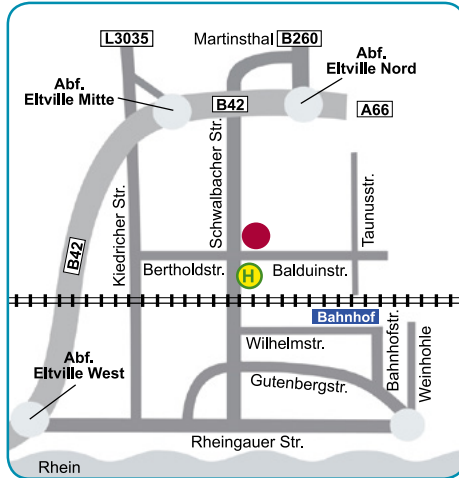 L3035
Martinsthal B260
Abf.
Eltville Mitte
Abf.
Eltville Nord
B42
A66
Kiedricher Str.
Schwalbacher Str.
Taunusstr.
B42
Bertholdstr.
Balduinstr.
H
Bahnhof
Wilhelmstr.
Bahnhofstr.
Weinhohle
Gutenbergstr.
Abf.
Eltville West
Rheingauer Str.
Rhein